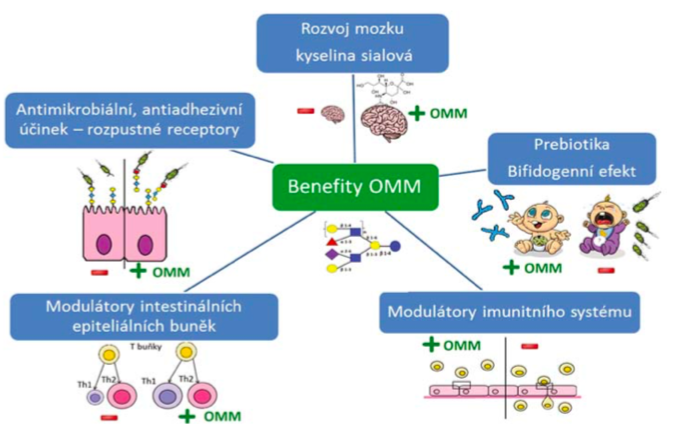 Rozvoj mozku
kyselina sialová
OMM
Antimikrobiální, antiadhezivní
účinek – rozpustné receptory
OMM
Benefity OMM
Prebiotika
Bifidogenní efekt
OMM
Modulátory intestinálních
epiteliálních buněk
T buňky
Th1 Th2 Th1 Th2
OMM
Modulátory imunitního systému
OMM